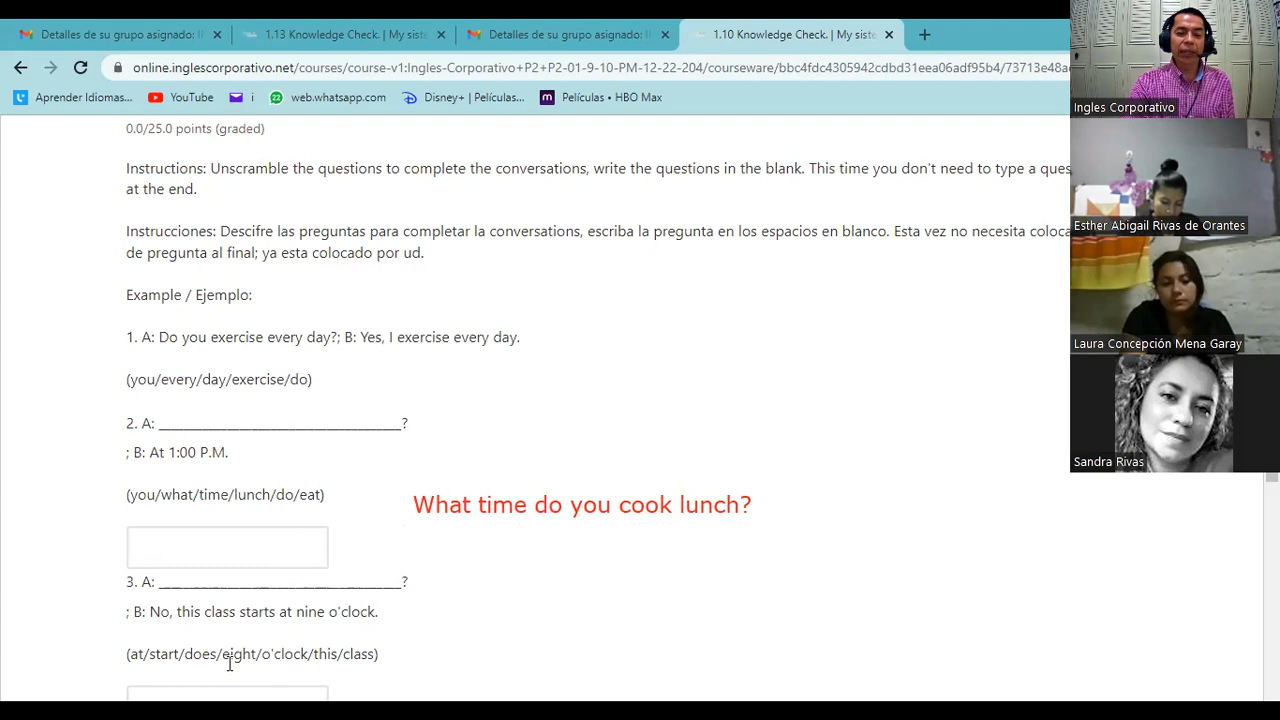 Detalles de su grupo asignado: I
1.13 Knowledge Check. | My siste
Detalles de su grupo asignado: I
1.10 Knowledge Check. | My siste
online.inglescorporativo.net/courses/course-v1:Ingles-Corporativo+P2+P2-01-9-10-PM-12-22-204/courseware/bbc4fdc4305942cdbd31eea06adf95b4/73713e48a
Aprender Idiomas...
YouTube
i
web.whatsapp.com
Disney+ | Películas...
Películas • HBO Max
0.0/25.0 points (graded)
Instructions: Unscramble the questions to complete the conversations, write the questions in the blank. This time you don't need to type a ques
at the end.
Instrucciones: Descifre las preguntas para competar la conversations, escriba la pregunta en los espacios en blanco. Esta vez no necesita coloca
de pregunta al final; ya esta colocado por ud.
Example / Ejemplo:
1. A: Do you exercise every day?; B: Yes, I exercise every day.
(you/every/day/exercise/do)
2. A: ________________________________?
; B: At 1:00 P.M.
(you/what/time/lunch/do/eat)
What time do you cook lunch?
3. A: ________________________________?
; B: No, this class starts at nine o'clock.
(at/start/does/eight/o'clock/this/class)
Ingles Corporativo
Esther Abigail Rivas de Orantes
Laura Concepción Mena Garay
Sandra Rivas